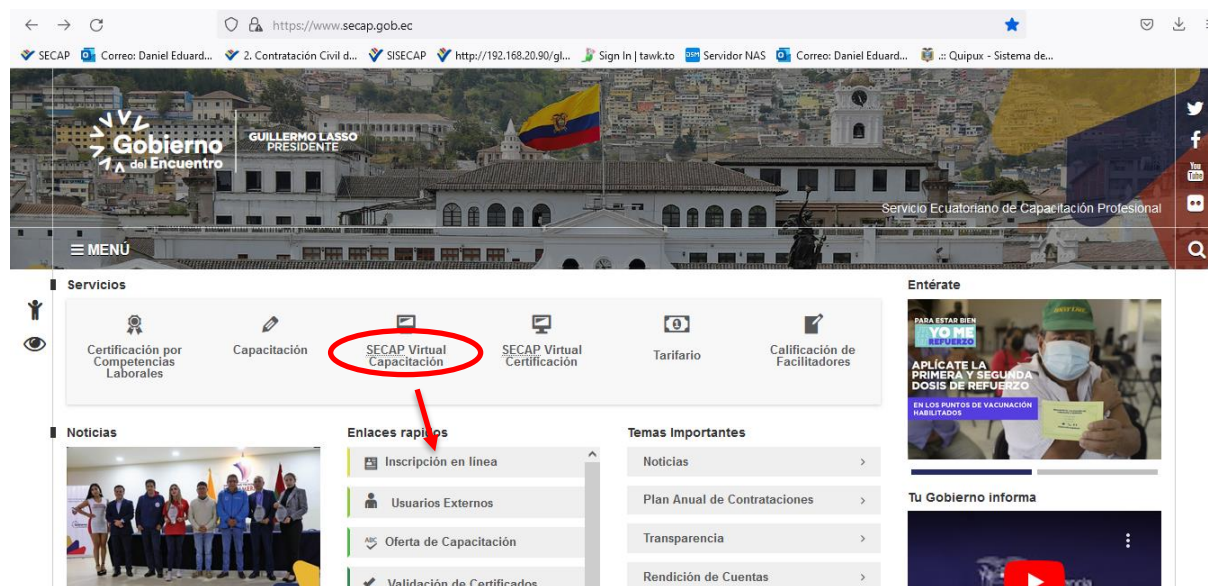 https://www.secap.gob.ec
SECAP
Correo: Daniel Eduard...
2. Contratación Civil d...
SISECAP
http://192.168.20.90/gl...
Sign In | tawk.to
Servidor NAS
Correo: Daniel Eduard...
.:: Quipux - Sistema de...
Gobierno
del Encuentro
GUILLERMO LASSO
PRESIDENTE
Servicio Ecuatoriano de Capacitación Profesional
You
Tube
≡ MENÚ
Servicios
Certificación por
Competencias
Laborales
Capacitación
SECAP Virtual
Capacitación
SECAP Virtual
Certificación
Tarifario
Calificación de
Facilitadores
Entérate
PARA ESTAR BIEN
YO ME
REFUERZO
APLÍCATE LA
PRIMERA Y SEGUNDA
DOSIS DE REFUERZO
EN LOS PUNTOS DE VACUNACIÓN
HABILITADOS
Noticias
Enlaces rapidos
Inscripción en línea
Usuarios Externos
ABC
Oferta de Capacitación
Validación de Certificados
Temas Importantes
Noticias
Plan Anual de Contrataciones
Transparencia
Rendición de Cuentas
Tu Gobierno informa